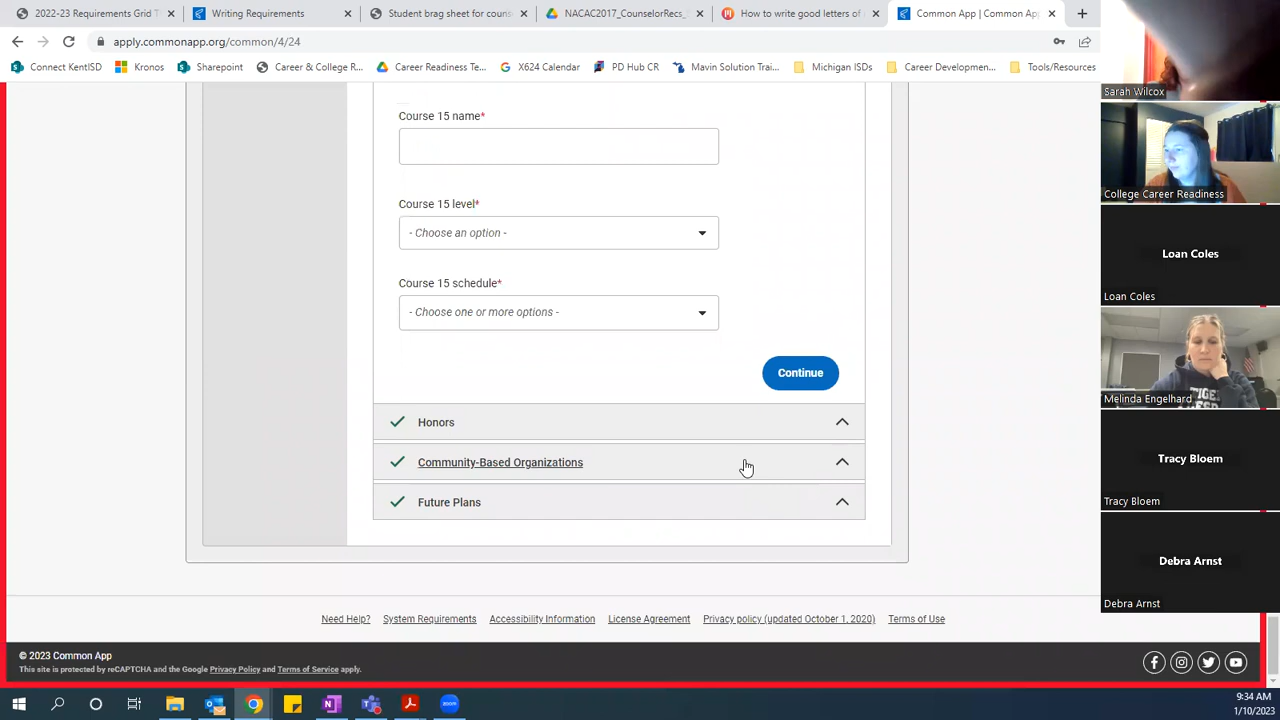 2022-23 Requirements Grid T
Writing Requirements
Student brag sheet for couns
NACAC2017_CounselorRecs_
How to write good letters of
Common App | Common Ap
apply.commonapp.org/common/4/24
Connect KentISD
Kronos
Sharepoint
Career & College R...
Career Readiness Te...
X624 Calendar
PD Hub CR
Mavin Solution Trai...
Michigan ISDs
Career Developmen...
Tools/Resources
Sarah Wilcox
College Career Readiness
Loan Coles
Loan Coles
Melinda Engelhard
Tracy Bloem
Tracy Bloem
Debra Arnst
Debra Arnst
Course 15 name*
Course 15 level*
- Choose an option -
Course 15 schedule*
- Choose one or more options -
Continue
Honors
Community-Based Organizations
Future Plans
Need Help? System Requirements Accessibility Information License Agreement Privacy policy (updated October 1, 2020) Terms of Use
© 2023 Common App
This site is protected by reCAPTCHA and the Google Privacy Policy and Terms of Service apply.
9:34 AM
1/10/2023